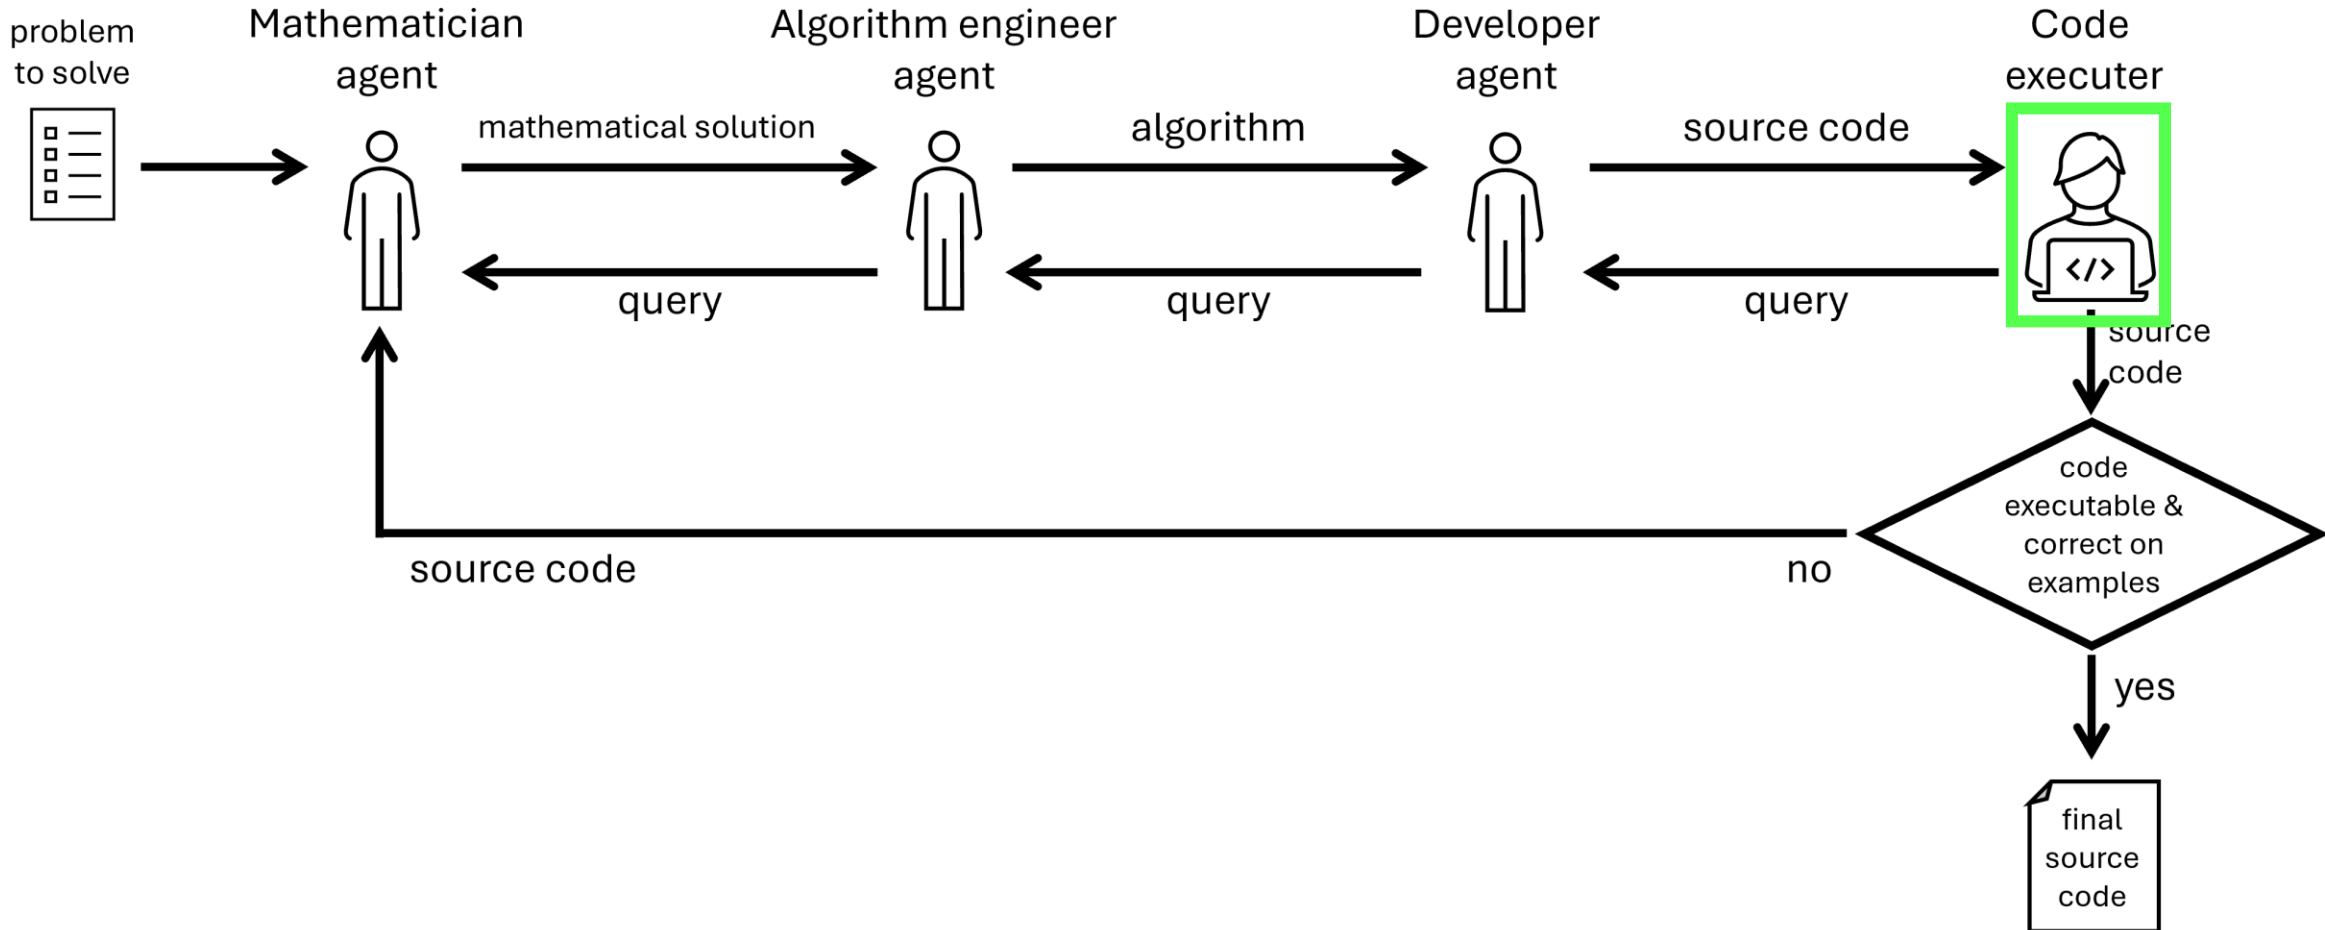 problem
to solve
Mathematician
agent
Algorithm engineer
agent
Developer
agent
Code
executer
mathematical solution
algorithm
source code
query
query
query
</>
source
code
code
executable &
correct on
examples
no
source code
yes
final
source
code